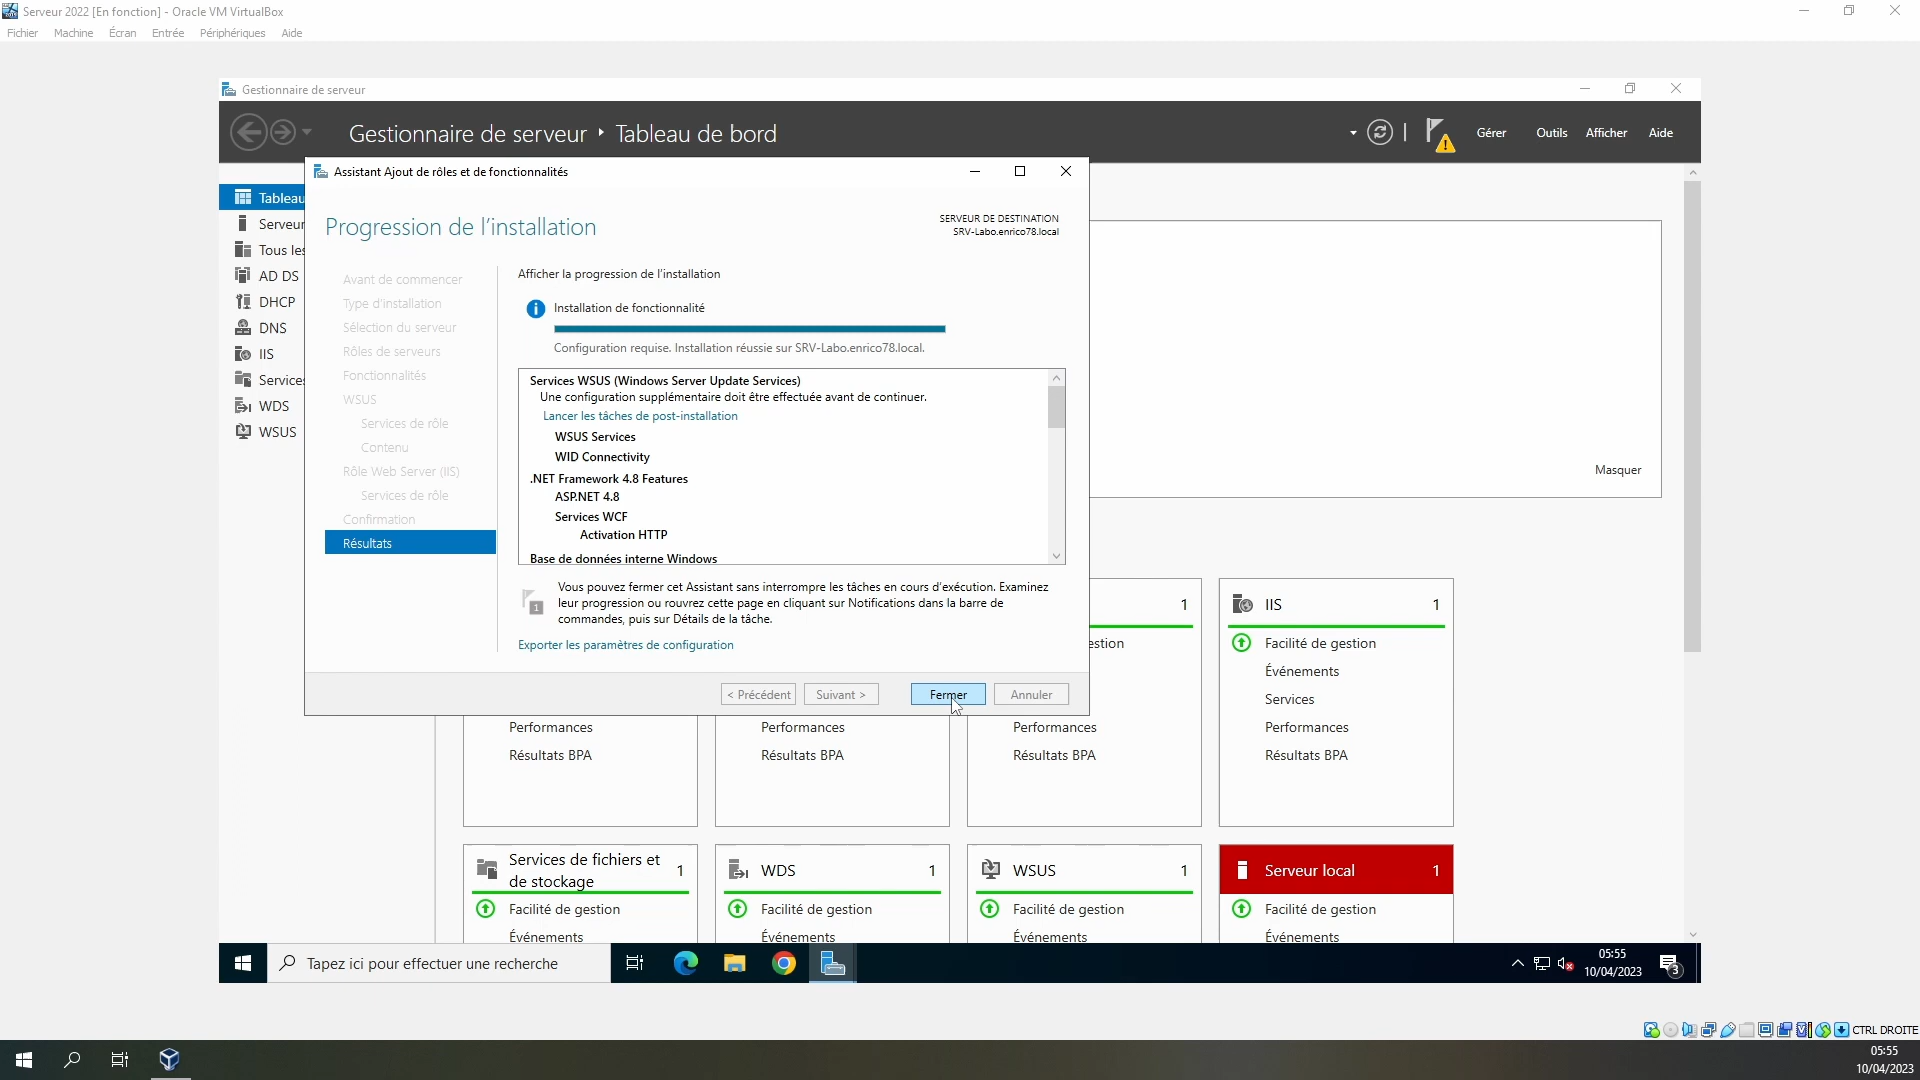 Serveur 2022 [En fonction] - Oracle VM VirtualBox
Fichier Machine Écran Entrée Périphériques Aide
Gestionnaire de serveur
Gestionnaire de serveur ‣ Tableau de bord
Gérer Outils Afficher Aide
Tableau
Serveur
Tous les
AD DS
DHCP
DNS
IIS
Services
WDS
WSUS
Assistant Ajout de rôles et de fonctionnalités
Progression de l'installation
SERVEUR DE DESTINATION
SRV-Labo.enrico78.local
Avant de commencer
Type d'installation
Sélection du serveur
Rôles de serveurs
Fonctionnalités
WSUS
Services de rôle
Contenu
Rôle Web Server (IIS)
Services de rôle
Confirmation
Résultats
Afficher la progression de l'installation
Installation de fonctionnalité
Configuration requise. Installation réussie sur SRV-Labo.enrico78.local.
Services WSUS (Windows Server Update Services)
Une configuration supplémentaire doit être effectuée avant de continuer.
Lancer les tâches de post-installation
WSUS Services
WID Connectivity
.NET Framework 4.8 Features
ASP.NET 4.8
Services WCF
Activation HTTP
Base de données interne Windows
1
Vous pouvez fermer cet Assistant sans interrompre les tâches en cours d'exécution. Examinez
leur progression ou rouvrez cette page en cliquant sur Notifications dans la barre de
commandes, puis sur Détails de la tâche.
Exporter les paramètres de configuration
< Précédent Suivant > Fermer Annuler
Masquer
1
estion
IIS 1
Facilité de gestion
Événements
Services
Performances
Résultats BPA
Performances
Résultats BPA
Performances
Résultats BPA
Performances
Résultats BPA
Services de fichiers et
de stockage 1
Facilité de gestion
Événements
WDS 1
Facilité de gestion
Événements
WSUS 1
Facilité de gestion
Événements
Serveur local 1
Facilité de gestion
Événements
Tapez ici pour effectuer une recherche
05:55
10/04/2023
3
CTRL DROITE
05:55
10/04/2023